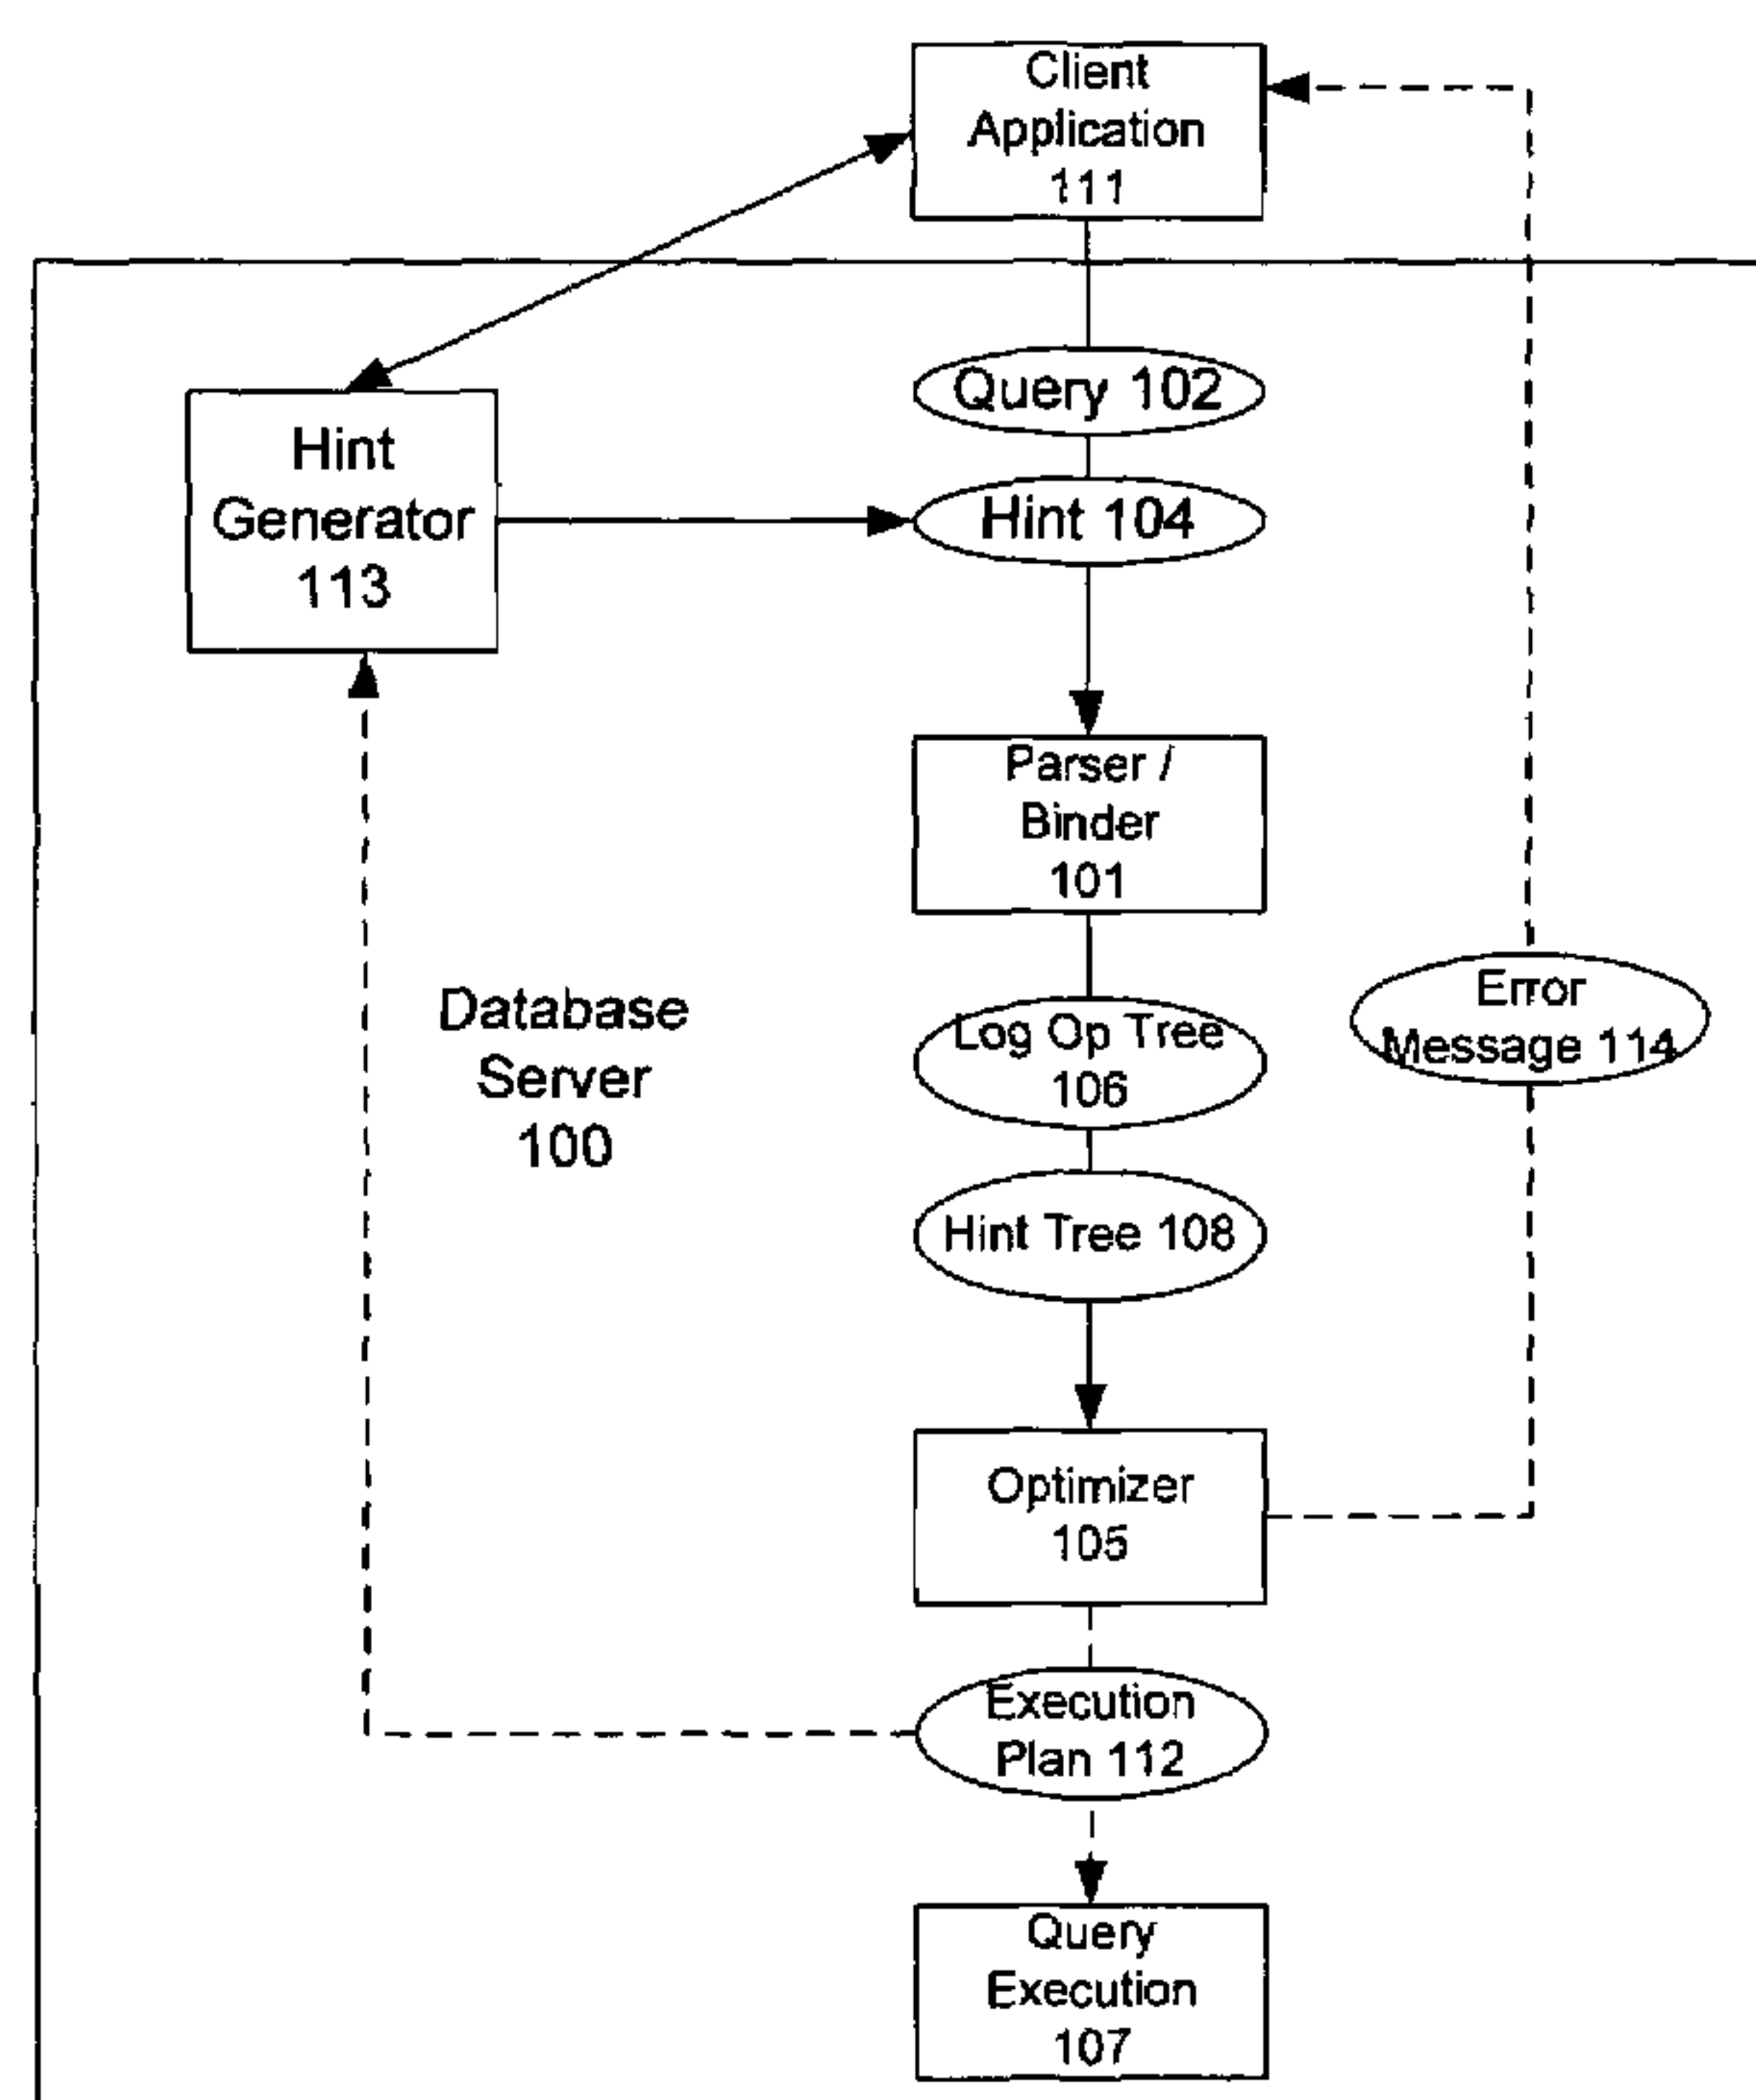 Client
Application
111
Query 102
Hint
Generator
113
Hint 104
Parser /
Binder
101
Database
Server
100
Log Op Tree
106
Error
Message 114
Hint Tree 108
Optimizer
105
Execution
Plan 112
Query
Execution
107